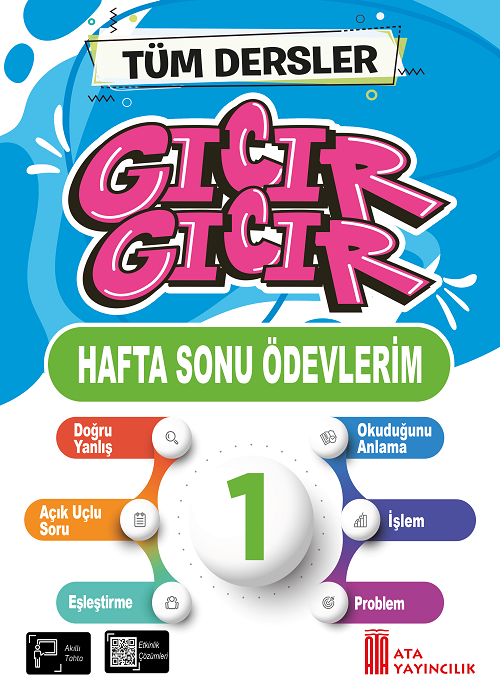 TÜM DERSLER
GICIR
GICIR
HAFTA SONU ÖDEVLERİM
Doğru
Yanlış
Okuduğunu
Anlama
Açık Uçlu
Soru
1
İşlem
Eşleştirme
Problem
Akıllı
Tahta
Etkinlik
Çözümleri
ATA
YAYINCILIK